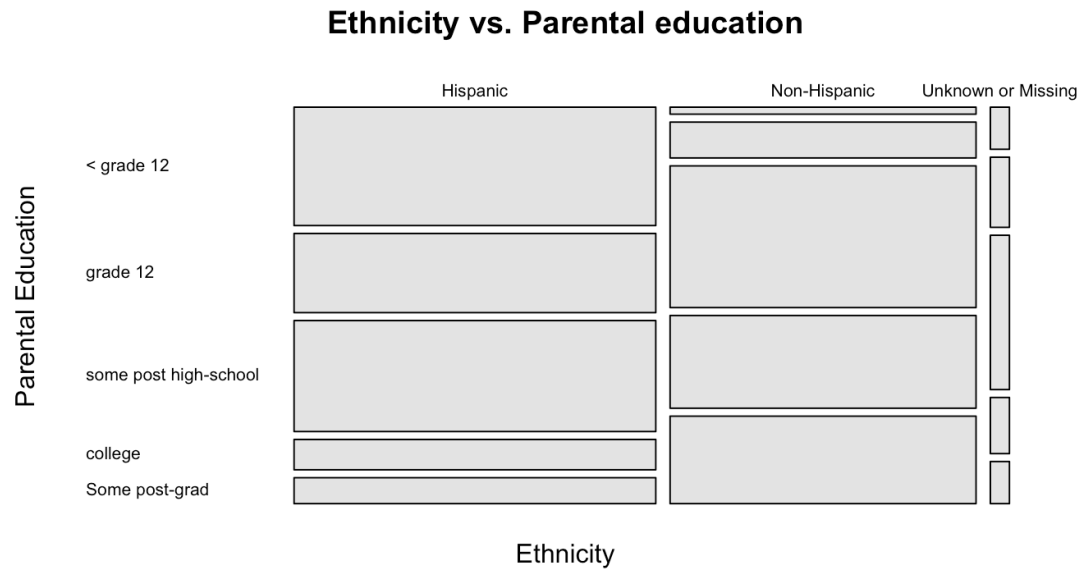 Ethnicity vs. Parental education
Hispanic
Non-Hispanic
Unknown or Missing
Parental Education
< grade 12
grade 12
some post high-school
college
Some post-grad
Ethnicity